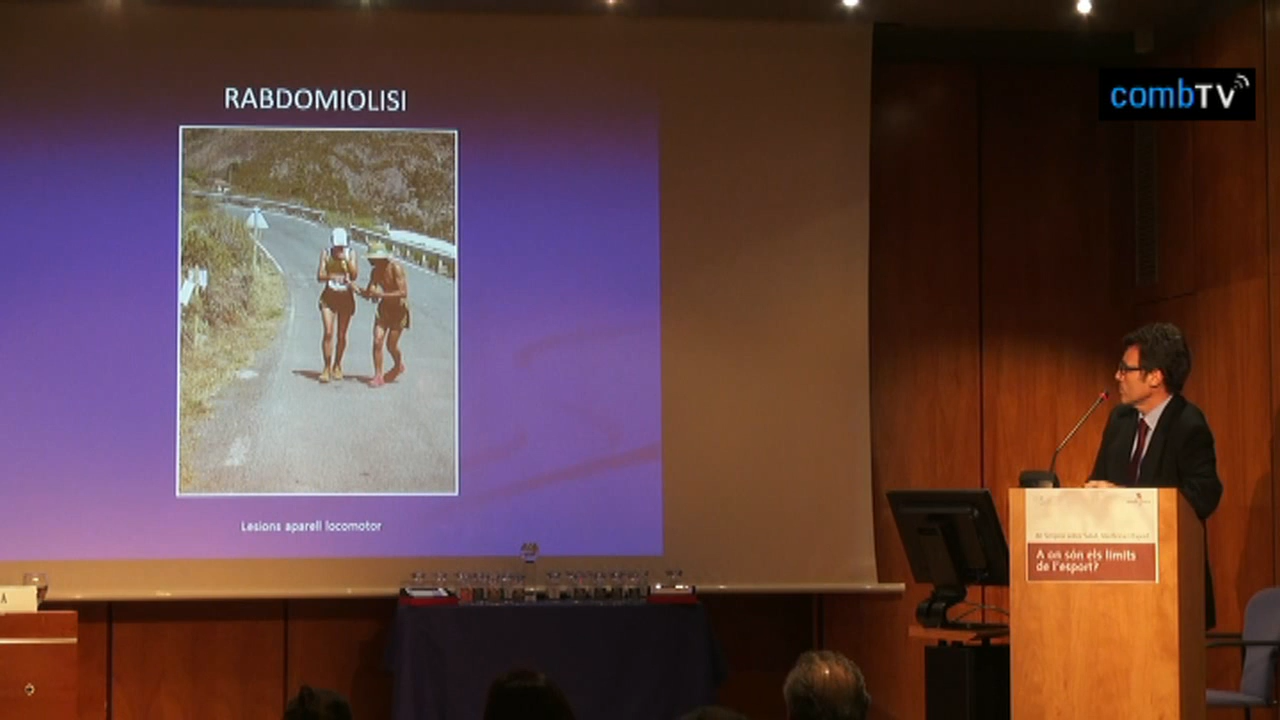 RABDOMIOLISI
combTV
Lesions aparell locomotor
A on són els límits
de l'esport?
A